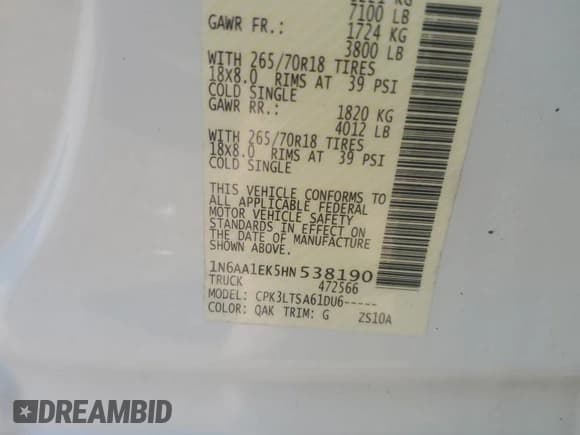 7100 LB
GAWR FR.: 1724 KG
3800 LB
WITH 265/70R18 TIRES
18x8.0 RIMS AT 39 PSI
COLD SINGLE
GAWR RR.: 1820 KG
4012 LB
WITH 265/70R18 TIRES
18x8.0 RIMS AT 39 PSI
COLD SINGLE
THIS VEHICLE CONFORMS TO
ALL APPLICABLE FEDERAL
MOTOR VEHICLE SAFETY
STANDARDS IN EFFECT ON
THE DATE OF MANUFACTURE
SHOWN ABOVE.
1N6AA1EK5HN538190
TRUCK 472566
MODEL: CPK3LTSA61DU6-----
COLOR: QAK TRIM: G ZS10A
DREAMBID